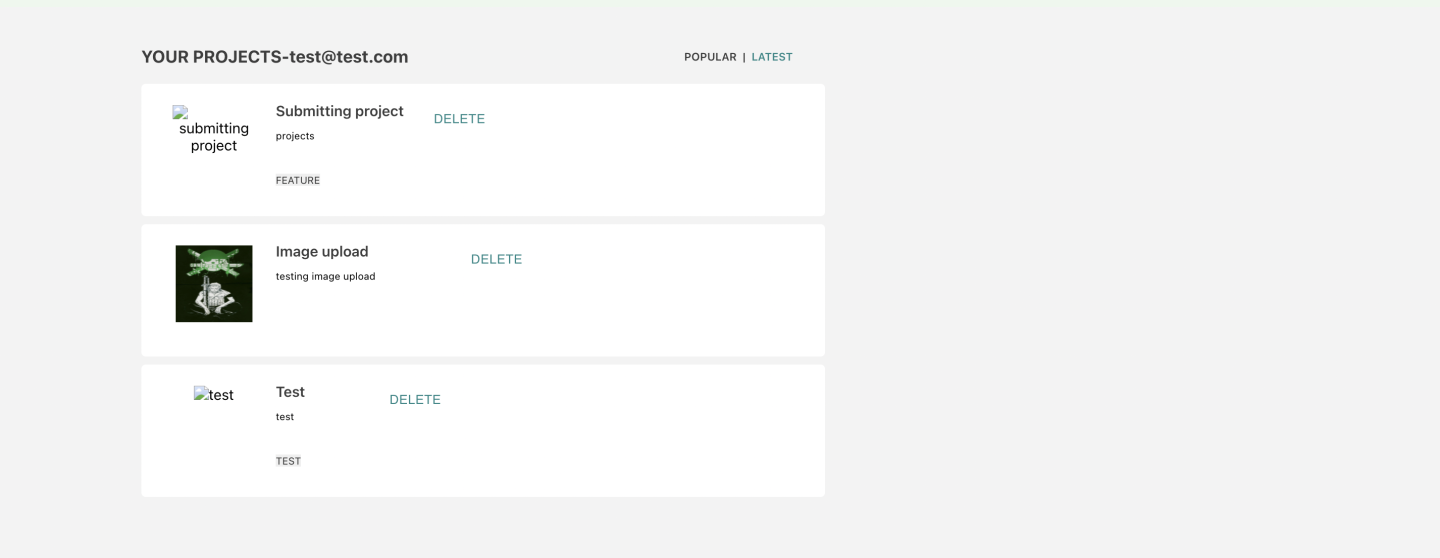 YOUR PROJECTS-test@test.com
POPULAR | LATEST
submitting
project
Submitting project
projects
FEATURE
DELETE
Image upload
testing image upload
DELETE
test
Test
test
TEST
DELETE